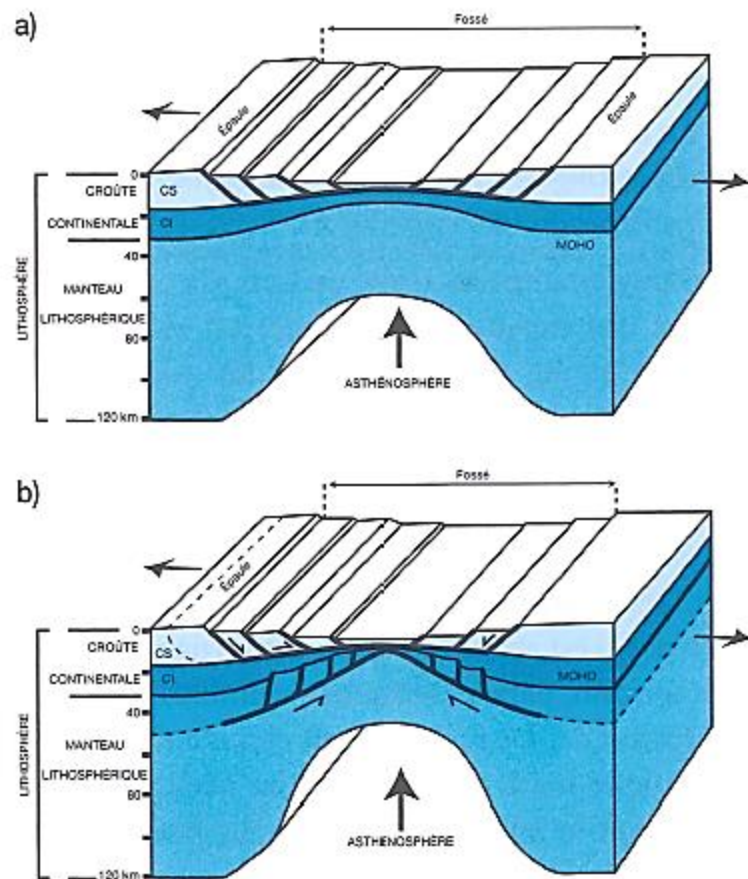 a)
Fossé
Épaule
Épaule
0
CROÛTE
CS
CONTINENTALE
CI
MOHO
40
MANTEAU
LITHOSPHÉRIQUE
LITHOSPHÈRE
80
ASTHÉNOSPHÈRE
120 km
b)
Fossé
Épaule
0
CROÛTE
CS
CONTINENTALE
CI
MOHO
40
MANTEAU
LITHOSPHÉRIQUE
LITHOSPHÈRE
80
ASTHÉNOSPHÈRE
120 km